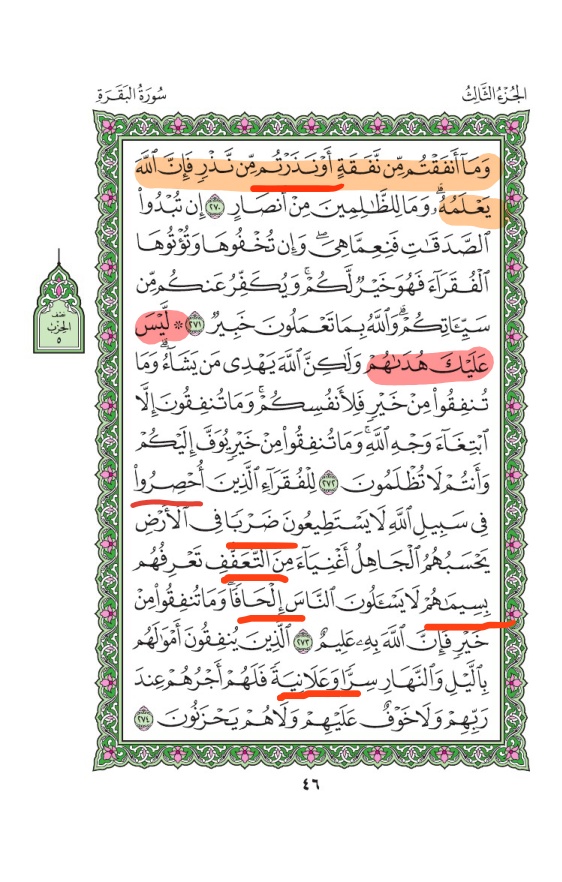 الجُزْءُ الثَّالِثُ
سُورَةُ البَقَرَةِ
وَمَآ أَنفَقْتُم مِّن نَّفَقَةٍ أَوْ نَذَرْتُم مِّن نَّذْرٍ فَإِنَّ ٱللَّهَ
يَعْلَمُهُۥۗ وَمَا لِلظَّٰلِمِينَ مِنْ أَنصَارٍ ٢٧٠ إِن تُبْدُوا۟
ٱلصَّدَقَٰتِ فَنِعِمَّا هِىَۖ وَإِن تُخْفُوهَا وَتُؤْتُوهَا
ٱلْفُقَرَآءَ فَهُوَ خَيْرٌ لَّكُمْۚ وَيُكَفِّرُ عَنكُم مِّن
سَيِّـَٔاتِكُمْۗ وَٱللَّهُ بِمَا تَعْمَلُونَ خَبِيرٌ ٢٧١ ۞ لَّيْسَ
عَلَيْكَ هُدَىٰهُمْ وَلَٰكِنَّ ٱللَّهَ يَهْدِى مَن يَشَآءُۗ وَمَا
تُنفِقُوا۟ مِنْ خَيْرٍ فَلِأَنفُسِكُمْۚ وَمَا تُنفِقُونَ إِلَّا
ٱبْتِغَآءَ وَجْهِ ٱللَّهِۚ وَمَا تُنفِقُوا۟ مِنْ خَيْرٍ يُوَفَّ إِلَيْكُمْ
وَأَنتُمْ لَا تُظْلَمُونَ ٢٧٢ لِلْفُقَرَآءِ ٱلَّذِينَ أُحْصِرُوا۟
فِى سَبِيلِ ٱللَّهِ لَا يَسْتَطِيعُونَ ضَرْبًا فِى ٱلْأَرْضِ
يَحْسَبُهُمُ ٱلْجَاهِلُ أَغْنِيَآءَ مِنَ ٱلتَّعَفُّفِ تَعْرِفُهُم
بِسِيمَٰهُمْ لَا يَسْـَٔلُونَ ٱلنَّاسَ إِلْحَافًاۗ وَمَا تُنفِقُوا۟ مِنْ
خَيْرٍ فَإِنَّ ٱللَّهَ بِهِۦ عَلِيمٌ ٢٧٣ ٱلَّذِينَ يُنفِقُونَ أَمْوَٰلَهُم
بِٱلَّيْلِ وَٱلنَّهَارِ سِرًّا وَعَلَانِيَةً فَلَهُمْ أَجْرُهُمْ عِندَ
رَبِّهِمْ وَلَا خَوْفٌ عَلَيْهِمْ وَلَا هُمْ يَحْزَنُونَ ٢٧٤
نصف
الحزب
٥
٤٦